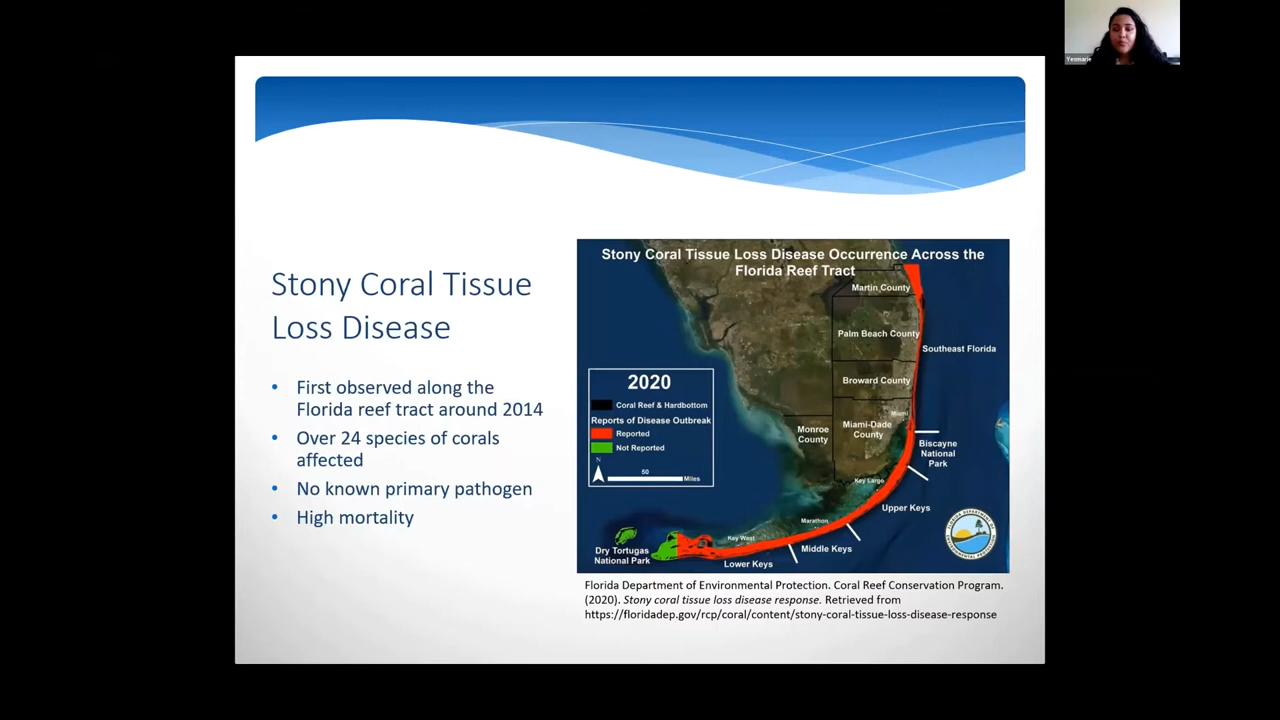 Yesmarie
Stony Coral Tissue
Loss Disease
• First observed along the
Florida reef tract around 2014
• Over 24 species of corals
affected
• No known primary pathogen
• High mortality
Stony Coral Tissue Loss Disease Occurrence Across the
Florida Reef Tract
Martin County
Palm Beach County
Southeast Florida
Broward County
Miami
Miami-Dade
County
Monroe
County
Biscayne
National
Park
Key Largo
Upper Keys
Marathon
Middle Keys
Key West
Lower Keys
Dry Tortugas
National Park
2020
Coral Reef & Hardbottom
Reports of Disease Outbreak
Reported
Not Reported
N
50
Miles
Florida Department of Environmental Protection. Coral Reef Conservation Program.
(2020). Stony coral tissue loss disease response. Retrieved from
https://floridadep.gov/rcp/coral/content/stony-coral-tissue-loss-disease-response